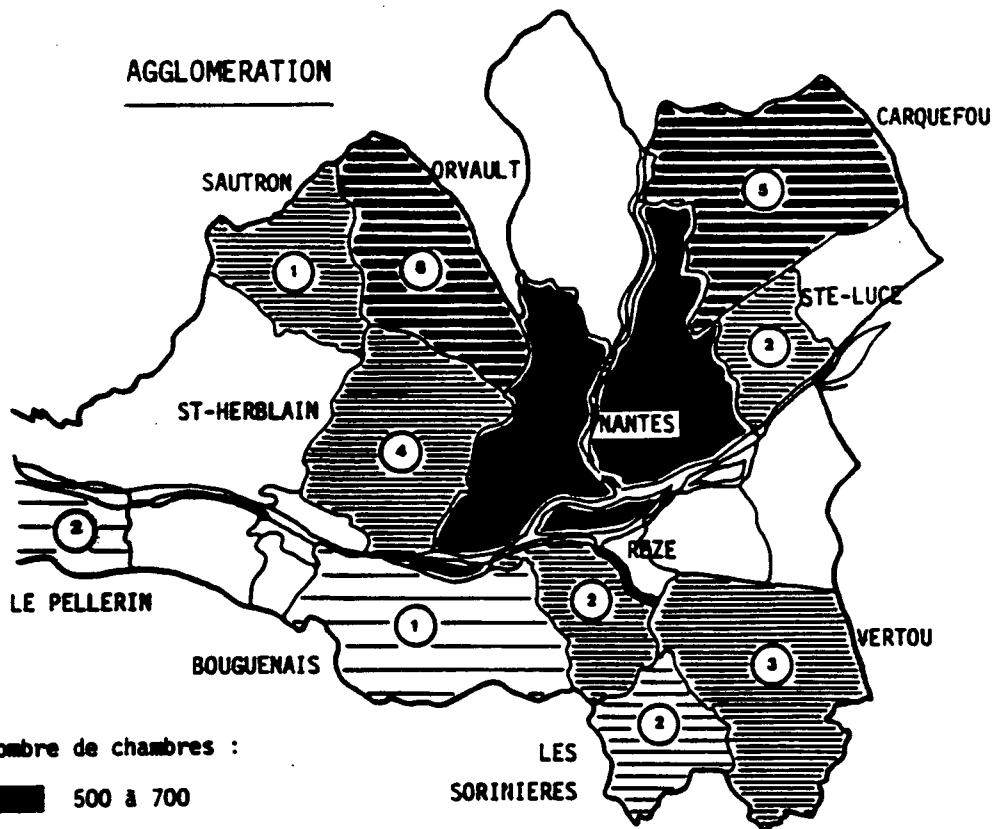 AGGLOMERATION
CARQUEFOU
ORVAULT
SAUTRON
5
1
STE-LUCE
2
ST-HERBLAIN
NANTES
4
2
REZE
LE PELLERIN
2
1
VERTOU
BOUGUENAIS
3
2
LES
SORINIERES
ombre de chambres :
500 à 700